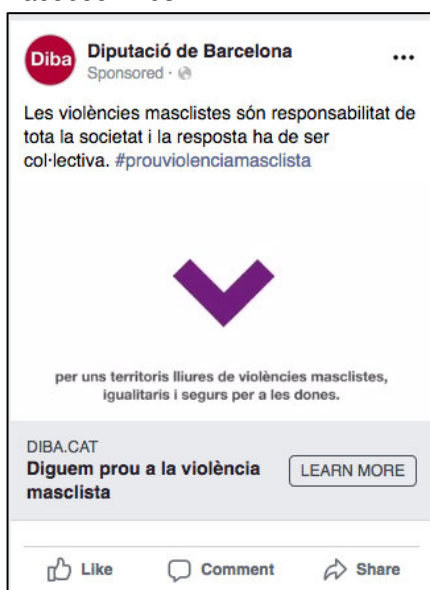 Diba
Diputació de Barcelona
Sponsored ·
Les violències masclistes són responsabilitat de
tota la societat i la resposta ha de ser
col·lectiva. #prouviolenciamasclista
per uns territoris lliures de violències masclistes,
igualitaris i segurs per a les dones.
DIBA.CAT
Diguem prou a la violència
masclista
LEARN MORE
Like Comment Share